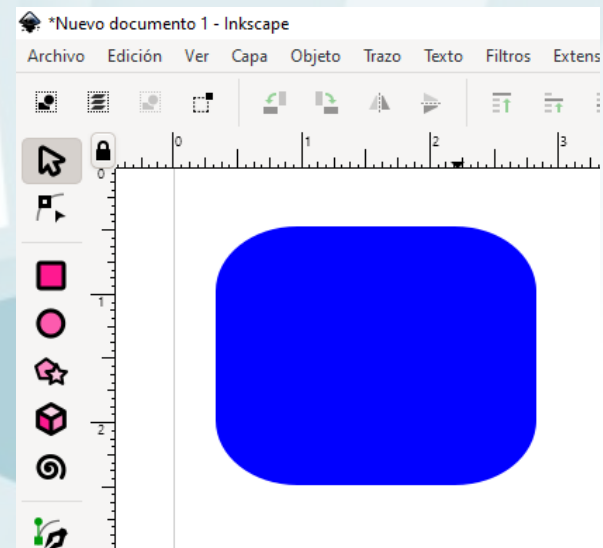 *Nuevo documento 1 - Inkscape
Archivo Edición Ver Capa Objeto Trazo Texto Filtros Extens
0 1 2 3
0
1
2